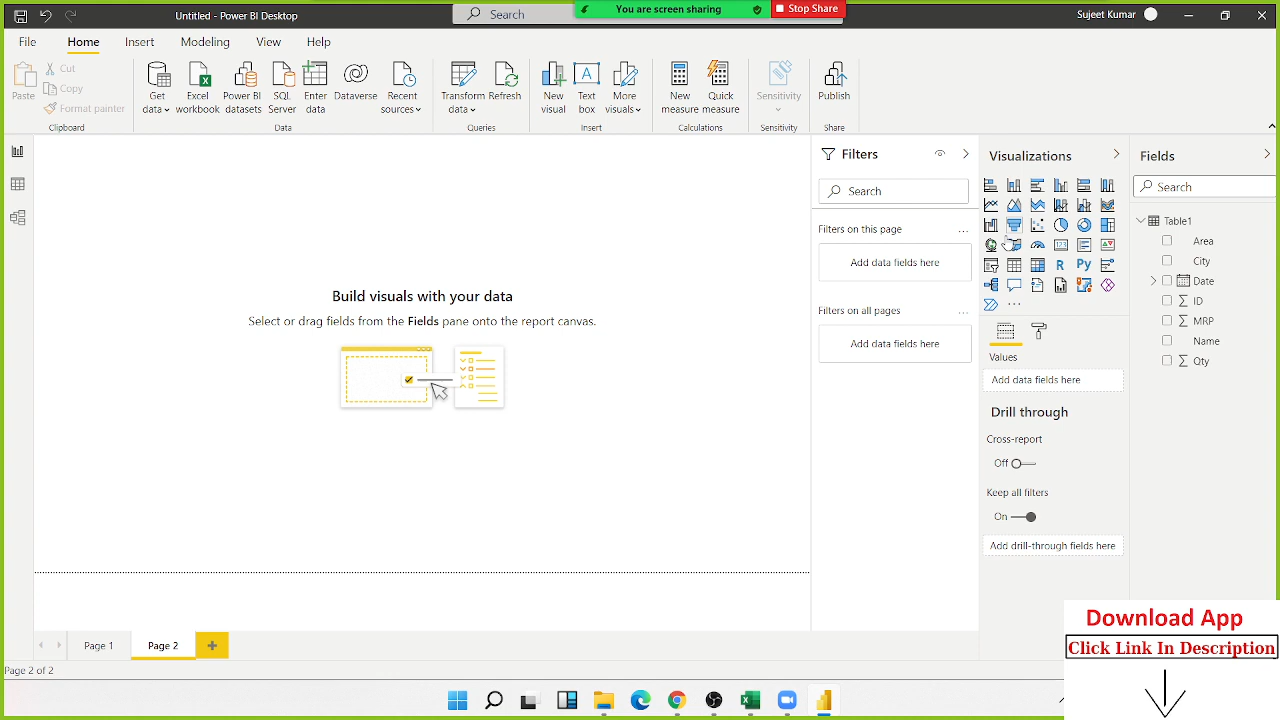 Untitled - Power BI Desktop
Search
You are screen sharing
Stop Share
Sujeet Kumar
File
Home
Insert
Modeling
View
Help
Paste
Cut
Copy
Format painter
Get data
Excel workbook
Power BI datasets
SQL Server
Enter data
Dataverse
Recent sources
Transform data
Refresh
New visual
Text box
More visuals
New measure
Quick measure
Sensitivity
Publish
Clipboard
Data
Queries
Insert
Calculations
Sensitivity
Share
Filters
Search
Filters on this page
...
Add data fields here
Filters on all pages
...
Add data fields here
Visualizations
123
R
Py
...
Values
Add data fields here
Drill through
Cross-report
Off
Keep all filters
On
Add drill-through fields here
Fields
Search
Table1
Area
City
Date
ID
MRP
Name
Qty
Build visuals with your data
Select or drag fields from the Fields pane onto the report canvas.
Page 1
Page 2
Page 2 of 2
Download App
Click Link In Description